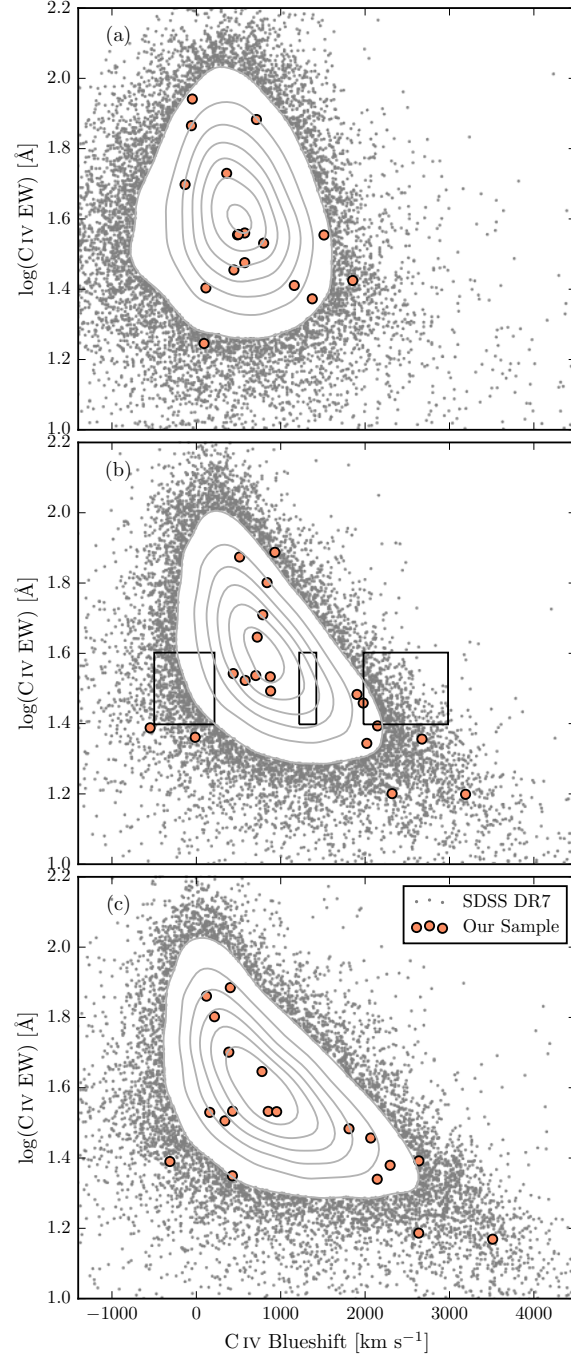 2.2
(a)
2.0
1.8
1.6
1.4
1.2
1.0
log(C IV EW) [Å]
2.2
(b)
2.0
1.8
1.6
1.4
1.2
1.0
log(C IV EW) [Å]
2.2
(c)
SDSS DR7
Our Sample
2.0
1.8
1.6
1.4
1.2
1.0
log(C IV EW) [Å]
−1000 0 1000 2000 3000 4000
C IV Blueshift [km s⁻¹]